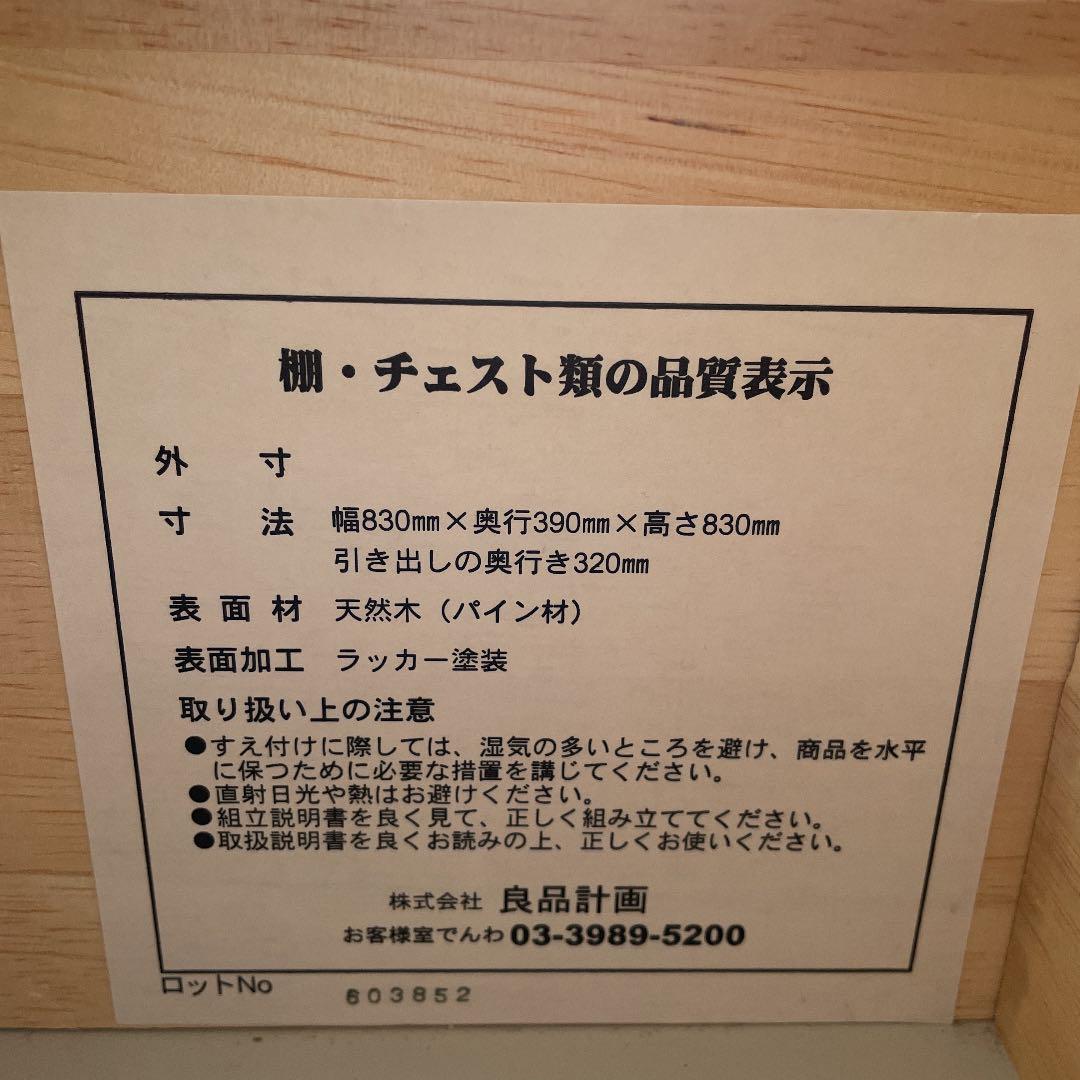 棚・チェスト類の品質表示
外 寸
寸 法 幅830㎜×奥行390㎜×高さ830㎜
引き出しの奥行き320㎜
表面材 天然木（パイン材）
表面加工 ラッカー塗装
取り扱い上の注意
●すえ付けに際しては、湿気の多いところを避け、商品を水平
に保つために必要な措置を講じてください。
●直射日光や熱はお避けください。
●組立説明書を良く見て、正しく組み立ててください。
●取扱説明書を良くお読みの上、正しくお使いください。
株式会社 良品計画
お客様室でんわ 03-3989-5200
ロットNo 603852